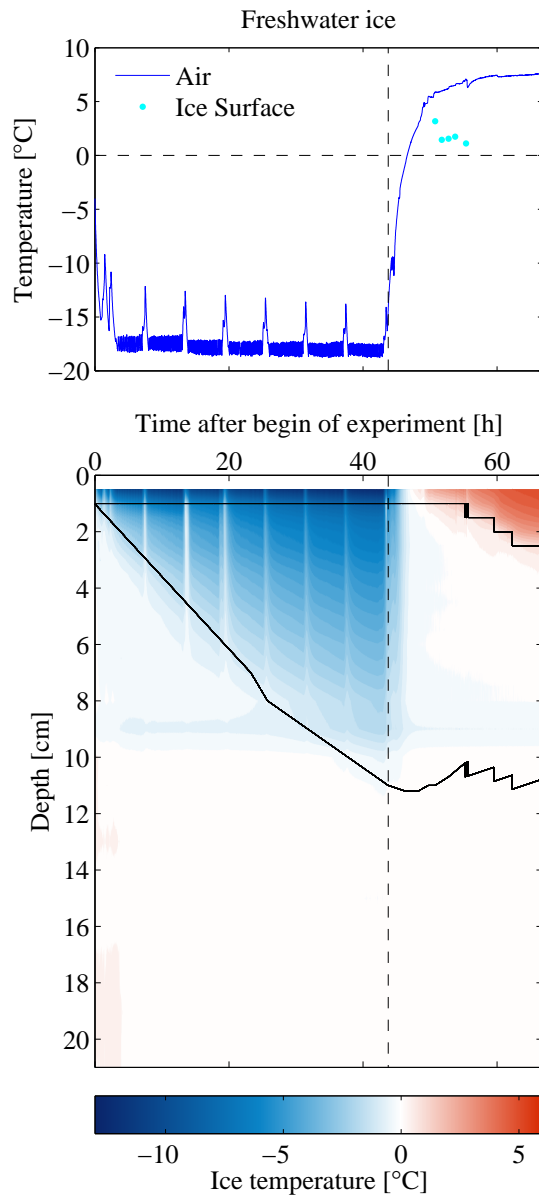 Freshwater ice
10
5
0
−5
−10
−15
−20
Temperature [°C]
Air
Ice Surface
Time after begin of experiment [h]
0 20 40 60
0
2
4
6
8
10
12
14
16
18
20
Depth [cm]
−10 −5 0 5
Ice temperature [°C]